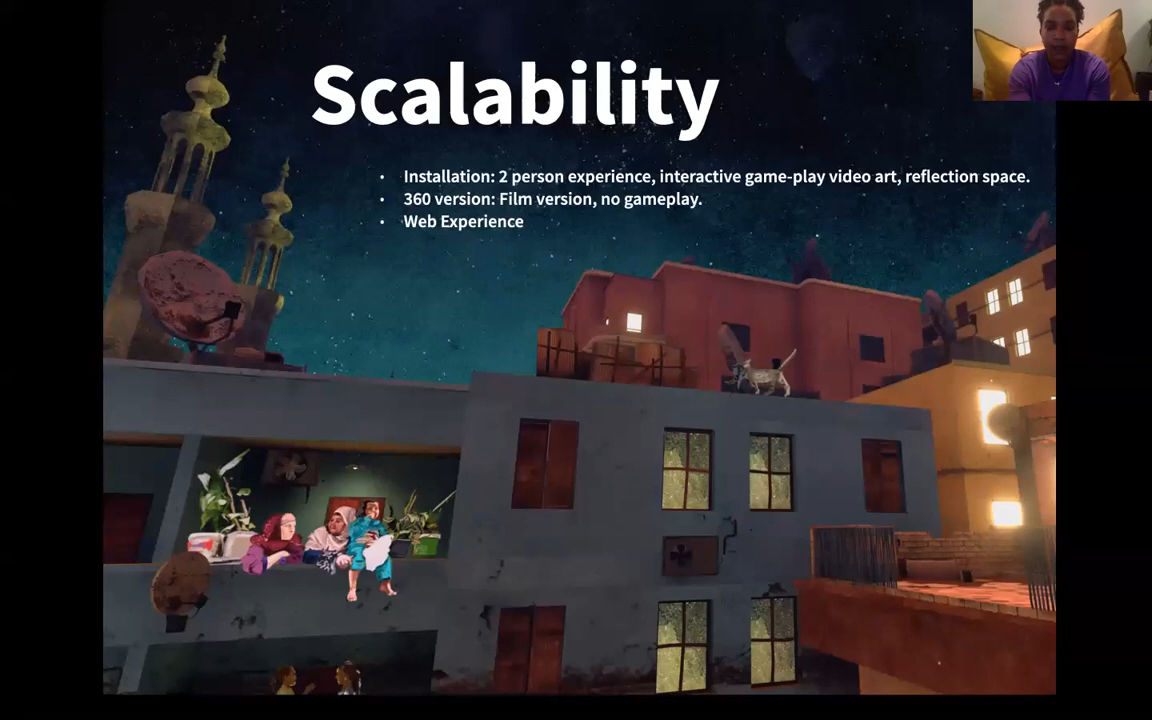 Scalability
• Installation: 2 person experience, interactive game-play video art, reflection space.
• 360 version: Film version, no gameplay.
• Web Experience